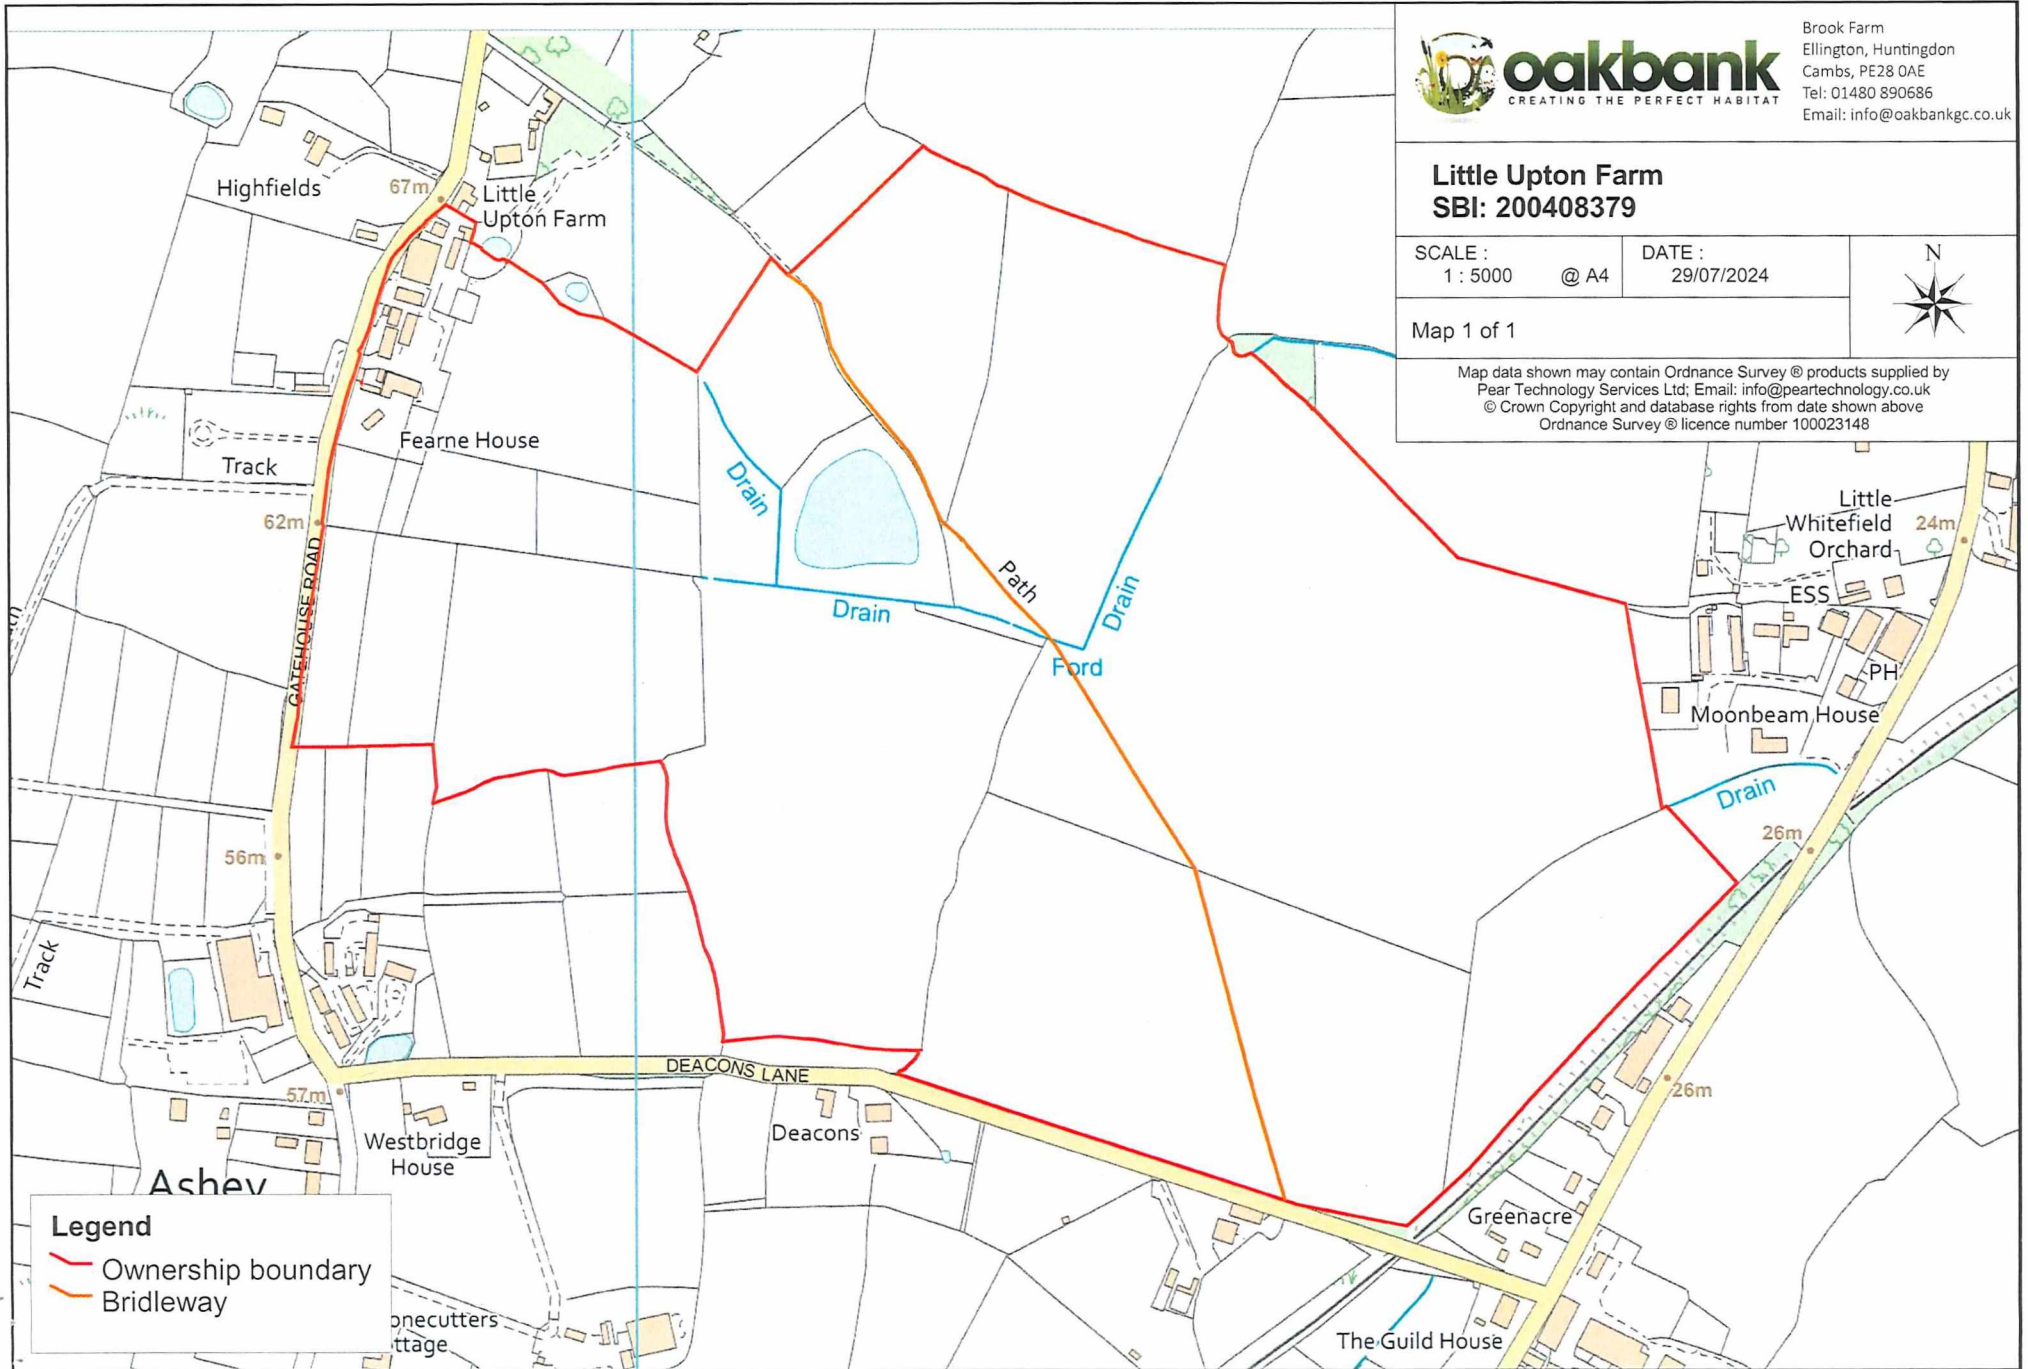 oakbank
CREATING THE PERFECT HABITAT
Brook Farm
Ellington, Huntingdon
Cambs, PE28 0AE
Tel: 01480 890686
Email: info@oakbankgc.co.uk
Little Upton Farm
SBI: 200408379
SCALE :
1 : 5000 @ A4
DATE :
29/07/2024
N
Map 1 of 1
Map data shown may contain Ordnance Survey ® products supplied by
Pear Technology Services Ltd; Email: info@peartechnology.co.uk
© Crown Copyright and database rights from date shown above
Ordnance Survey ® licence number 100023148
Highfields
67m
Little
Upton Farm
Fearne House
Track
62m
GATEHOUSE ROAD
Drain
Drain
Path
Drain
Ford
Little
Whitefield
Orchard
24m
ESS
PH
Moonbeam House
Drain
26m
56m
Track
57m
DEACONS LANE
Deacons
Westbridge
House
26m
Ashey
Greenacre
The Guild House
onecutters
ttage
Legend
Ownership boundary
Bridleway